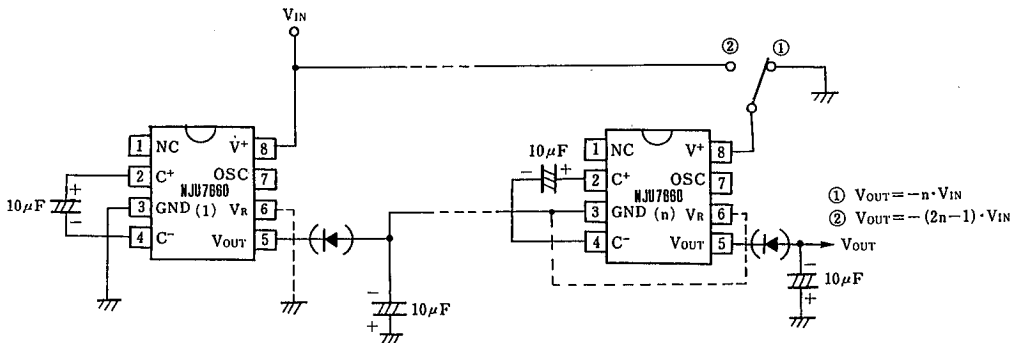 VIN
② ①
10μF
1 NC V+ 8
2 C+ OSC 7
NJU7660
3 GND (1) VR 6
4 C- VOUT 5
+
−
−
+ 10μF
10μF
− +
1 NC V+ 8
2 C+ OSC 7
NJU7660
3 GND (n) VR 6
4 C- VOUT 5
① VOUT=−n·VIN
② VOUT=−(2n−1)·VIN
VOUT
−
10μF
+